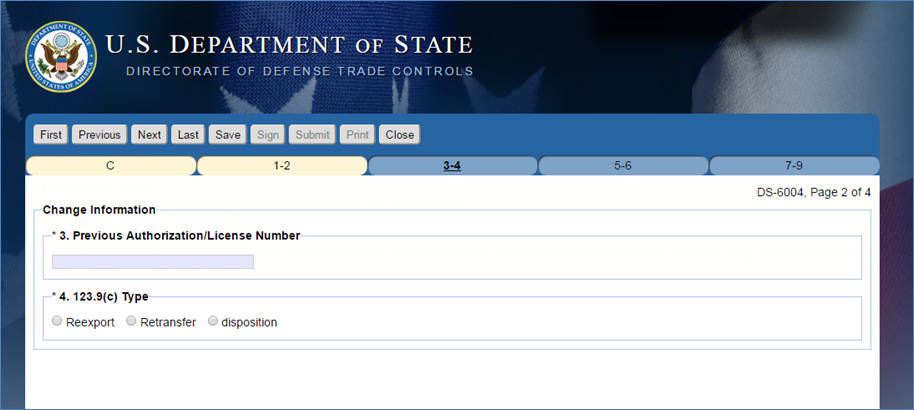 U.S. DEPARTMENT OF STATE
DIRECTORATE OF DEFENSE TRADE CONTROLS
DEPARTMENT OF STATE
UNITED STATES OF AMERICA
First Previous Next Last Save Sign Submit Print Close
C 1-2 3-4 5-6 7-9
DS-6004, Page 2 of 4
Change Information
* 3. Previous Authorization/License Number
* 4. 123.9(c) Type
Reexport Retransfer disposition